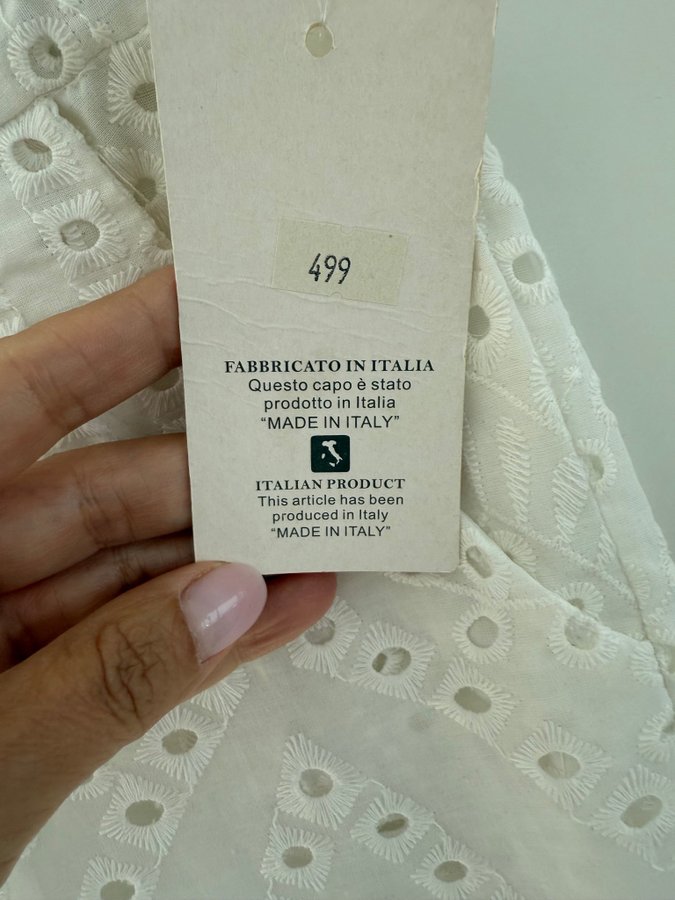 499
FABBRICATO IN ITALIA
Questo capo è stato
prodotto in Italia
“MADE IN ITALY”
ITALIAN PRODUCT
This article has been
produced in Italy
“MADE IN ITALY”